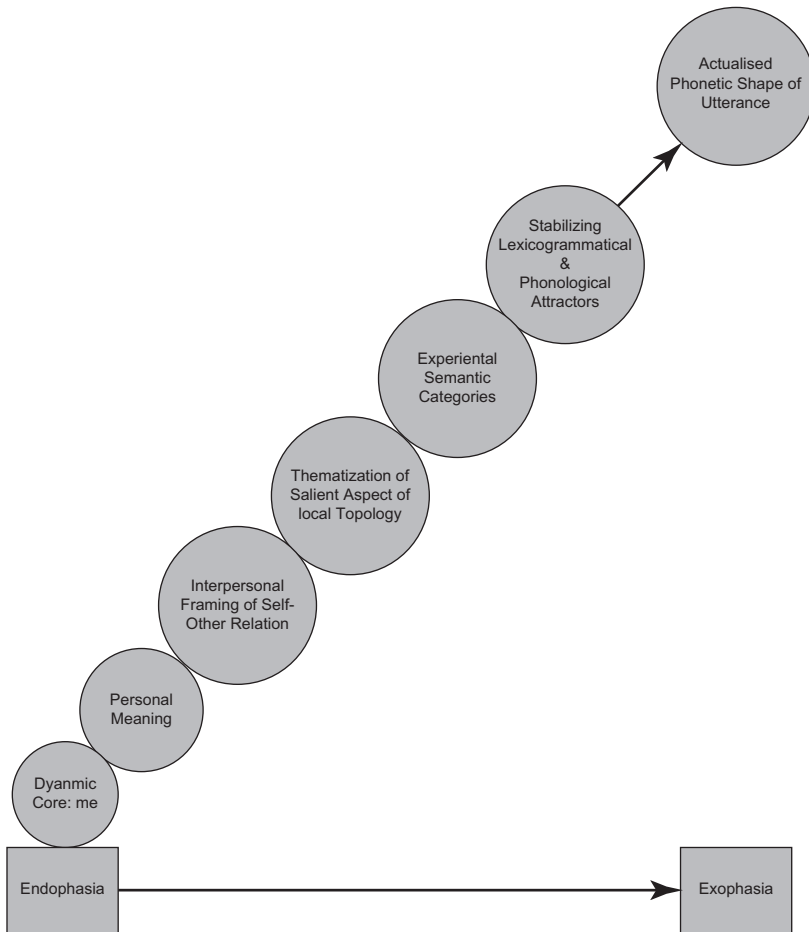 Actualised
Phonetic Shape of
Utterance
Stabilizing
Lexicogrammatical
&
Phonological
Attractors
Experiental
Semantic
Categories
Thematization of
Salient Aspect of
local Topology
Interpersonal
Framing of Self-
Other Relation
Personal
Meaning
Dyanmic
Core: me
Endophasia
Exophasia